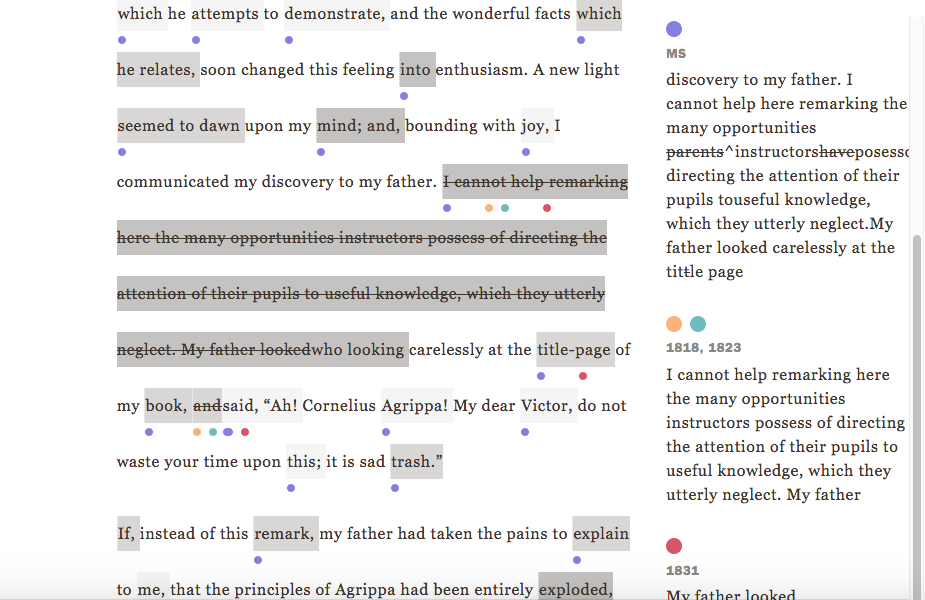 which he attempts to demonstrate, and the wonderful facts which
he relates, soon changed this feeling into enthusiasm. A new light
seemed to dawn upon my mind; and, bounding with joy, I
communicated my discovery to my father. I cannot help remarking
here the many opportunities instructors possess of directing the
attention of their pupils to useful knowledge, which they utterly
neglect. My father lookedwho looking carelessly at the title-page of
my book, andsaid, “Ah! Cornelius Agrippa! My dear Victor, do not
waste your time upon this; it is sad trash.”
If, instead of this remark, my father had taken the pains to explain
to me, that the principles of Agrippa had been entirely exploded,
MS
discovery to my father. I
cannot help here remarking the
many opportunities
parents^instructorshaveposess
directing the attention of their
pupils touseful knowledge,
which they utterly neglect.My
father looked carelessly at the
tittle page
1818, 1823
I cannot help remarking here
the many opportunities
instructors possess of directing
the attention of their pupils to
useful knowledge, which they
utterly neglect. My father
1831
My father looked